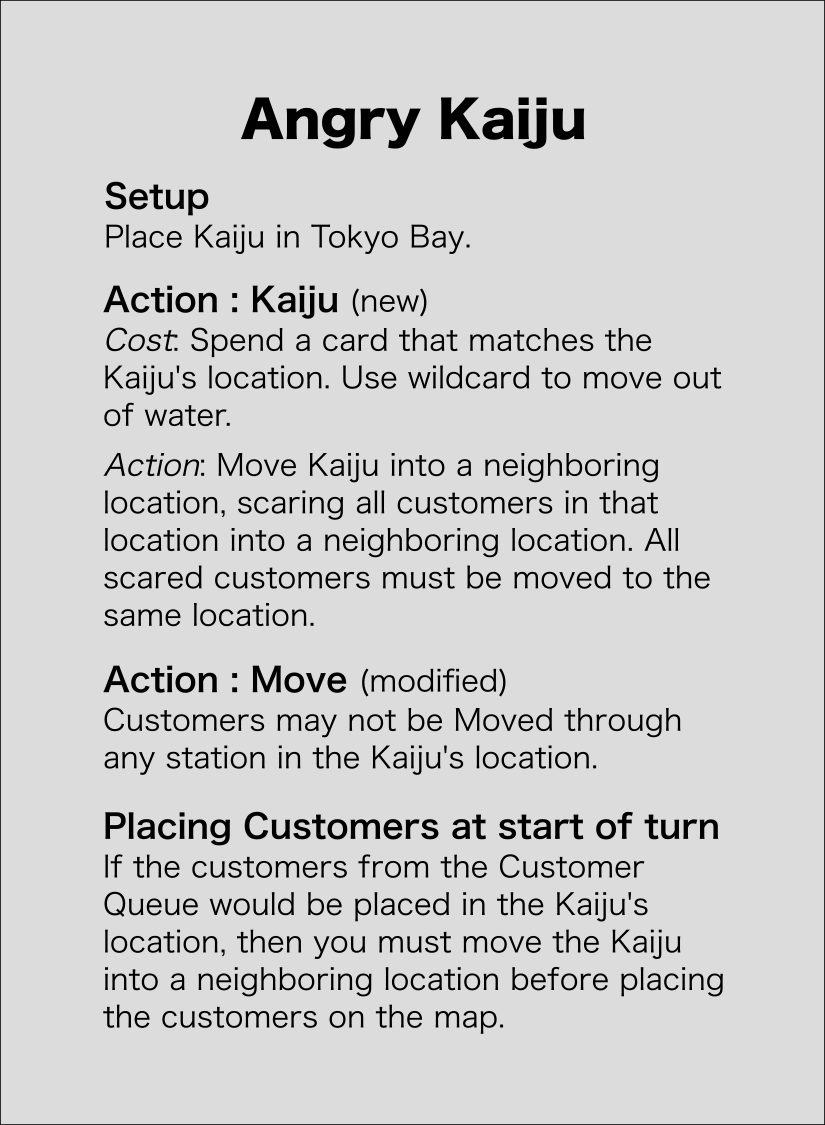 Angry Kaiju
Setup
Place Kaiju in Tokyo Bay.
Action : Kaiju (new)
Cost: Spend a card that matches the
Kaiju's location. Use wildcard to move out
of water.
Action: Move Kaiju into a neighboring
location, scaring all customers in that
location into a neighboring location. All
scared customers must be moved to the
same location.
Action : Move (modified)
Customers may not be Moved through
any station in the Kaiju's location.
Placing Customers at start of turn
If the customers from the Customer
Queue would be placed in the Kaiju's
location, then you must move the Kaiju
into a neighboring location before placing
the customers on the map.